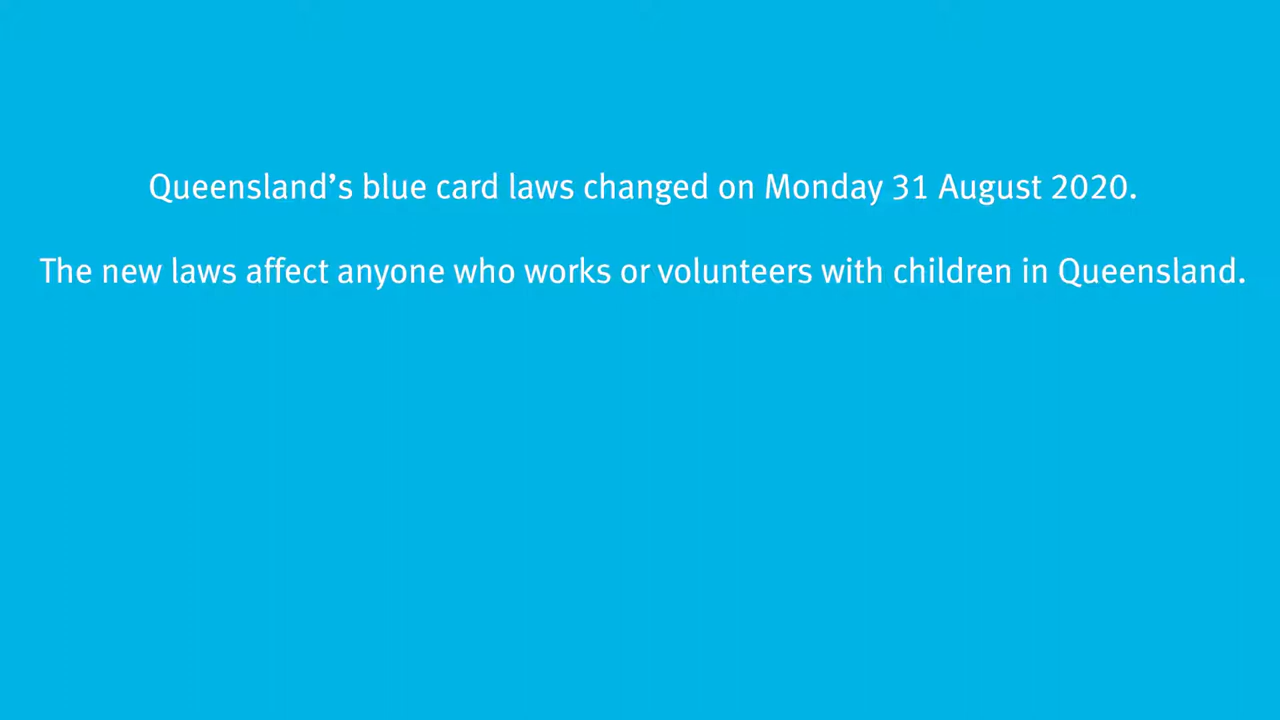 Queensland’s blue card laws changed on Monday 31 August 2020.
The new laws affect anyone who works or volunteers with children in Queensland.